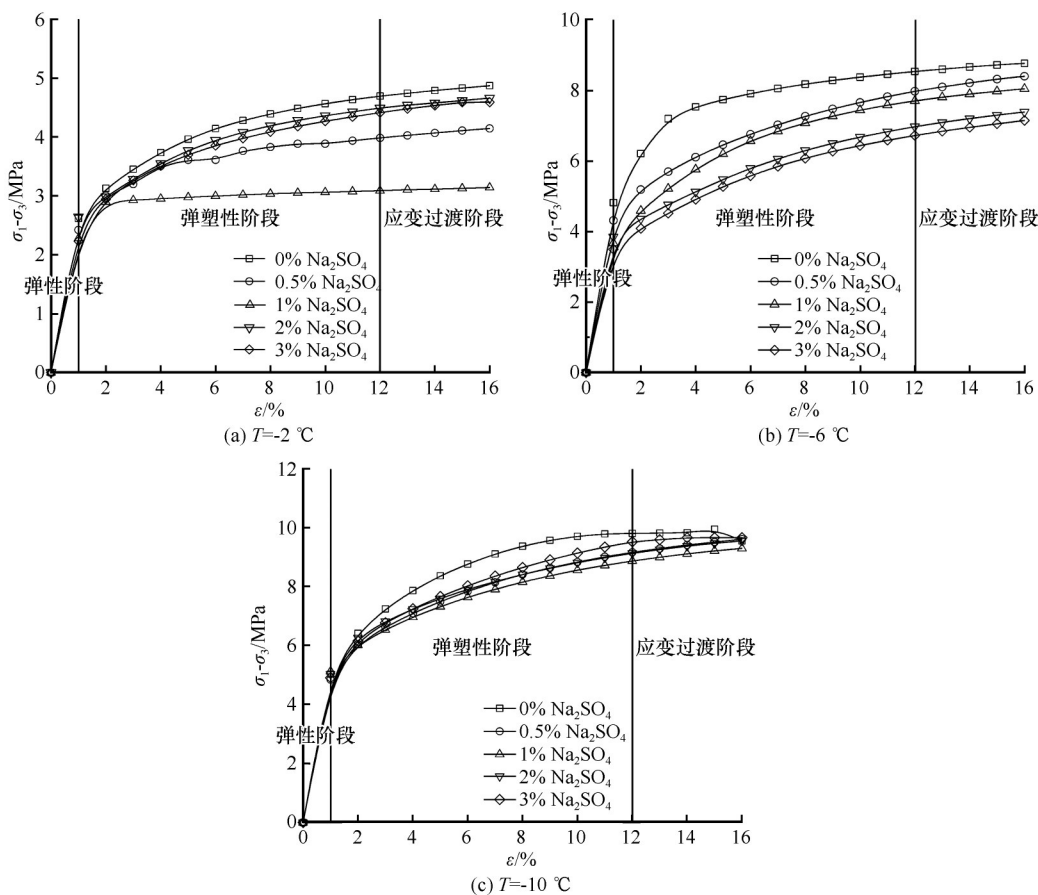 6
5
4
3
2
1
0
σ₁-σ₃/MPa
弹性阶段
弹塑性阶段
应变过渡阶段
0% Na₂SO₄
0.5% Na₂SO₄
1% Na₂SO₄
2% Na₂SO₄
3% Na₂SO₄
0 2 4 6 8 10 12 14 16
ε/%
(a) T=-2 ℃
10
8
6
4
2
0
σ₁-σ₃/MPa
弹性阶段
弹塑性阶段
应变过渡阶段
0% Na₂SO₄
0.5% Na₂SO₄
1% Na₂SO₄
2% Na₂SO₄
3% Na₂SO₄
0 2 4 6 8 10 12 14 16
ε/%
(b) T=-6 ℃
12
10
8
6
4
2
0
σ₁-σ₃/MPa
弹性阶段
弹塑性阶段
应变过渡阶段
0% Na₂SO₄
0.5% Na₂SO₄
1% Na₂SO₄
2% Na₂SO₄
3% Na₂SO₄
0 2 4 6 8 10 12 14 16
ε/%
(c) T=-10 ℃